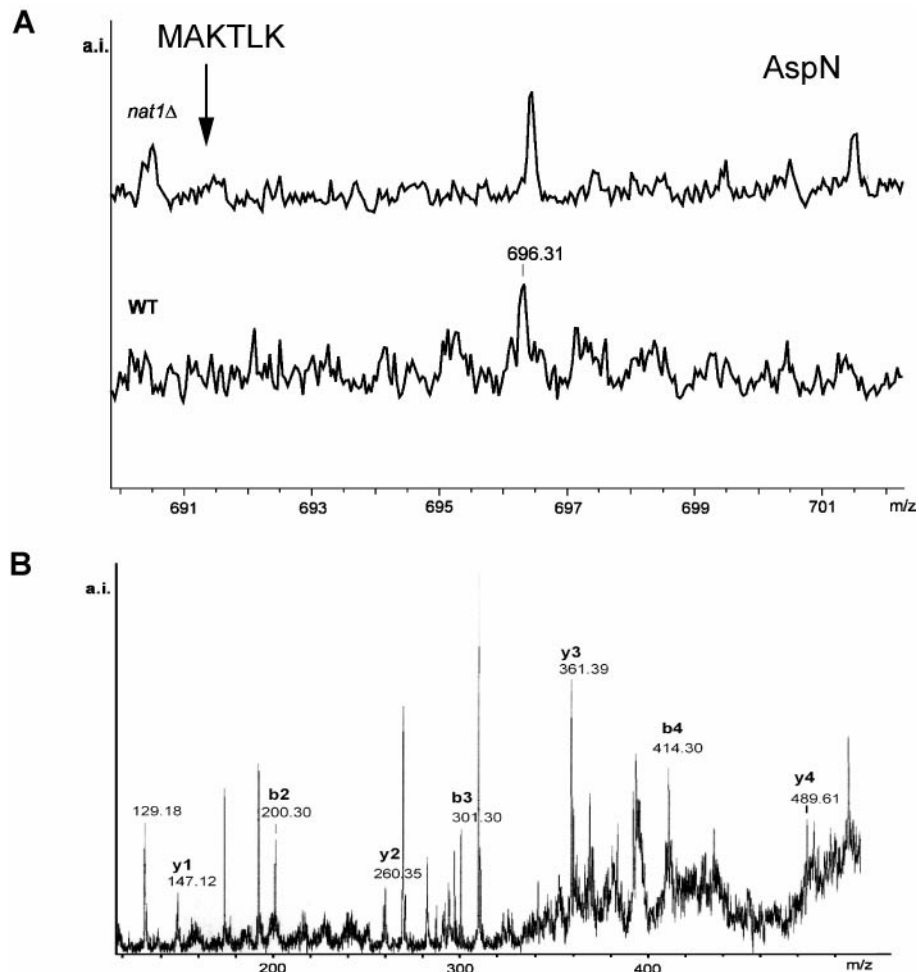 A
MAKTLK
a.i.
AspN
nat1Δ
696.31
WT
691 693 695 697 699 701 m/z
B
a.i.
y3
361.39
b4
414.30
y4
489.61
b2
200.30
b3
301.30
129.18
y1
147.12
y2
260.35
200 300 400 m/z